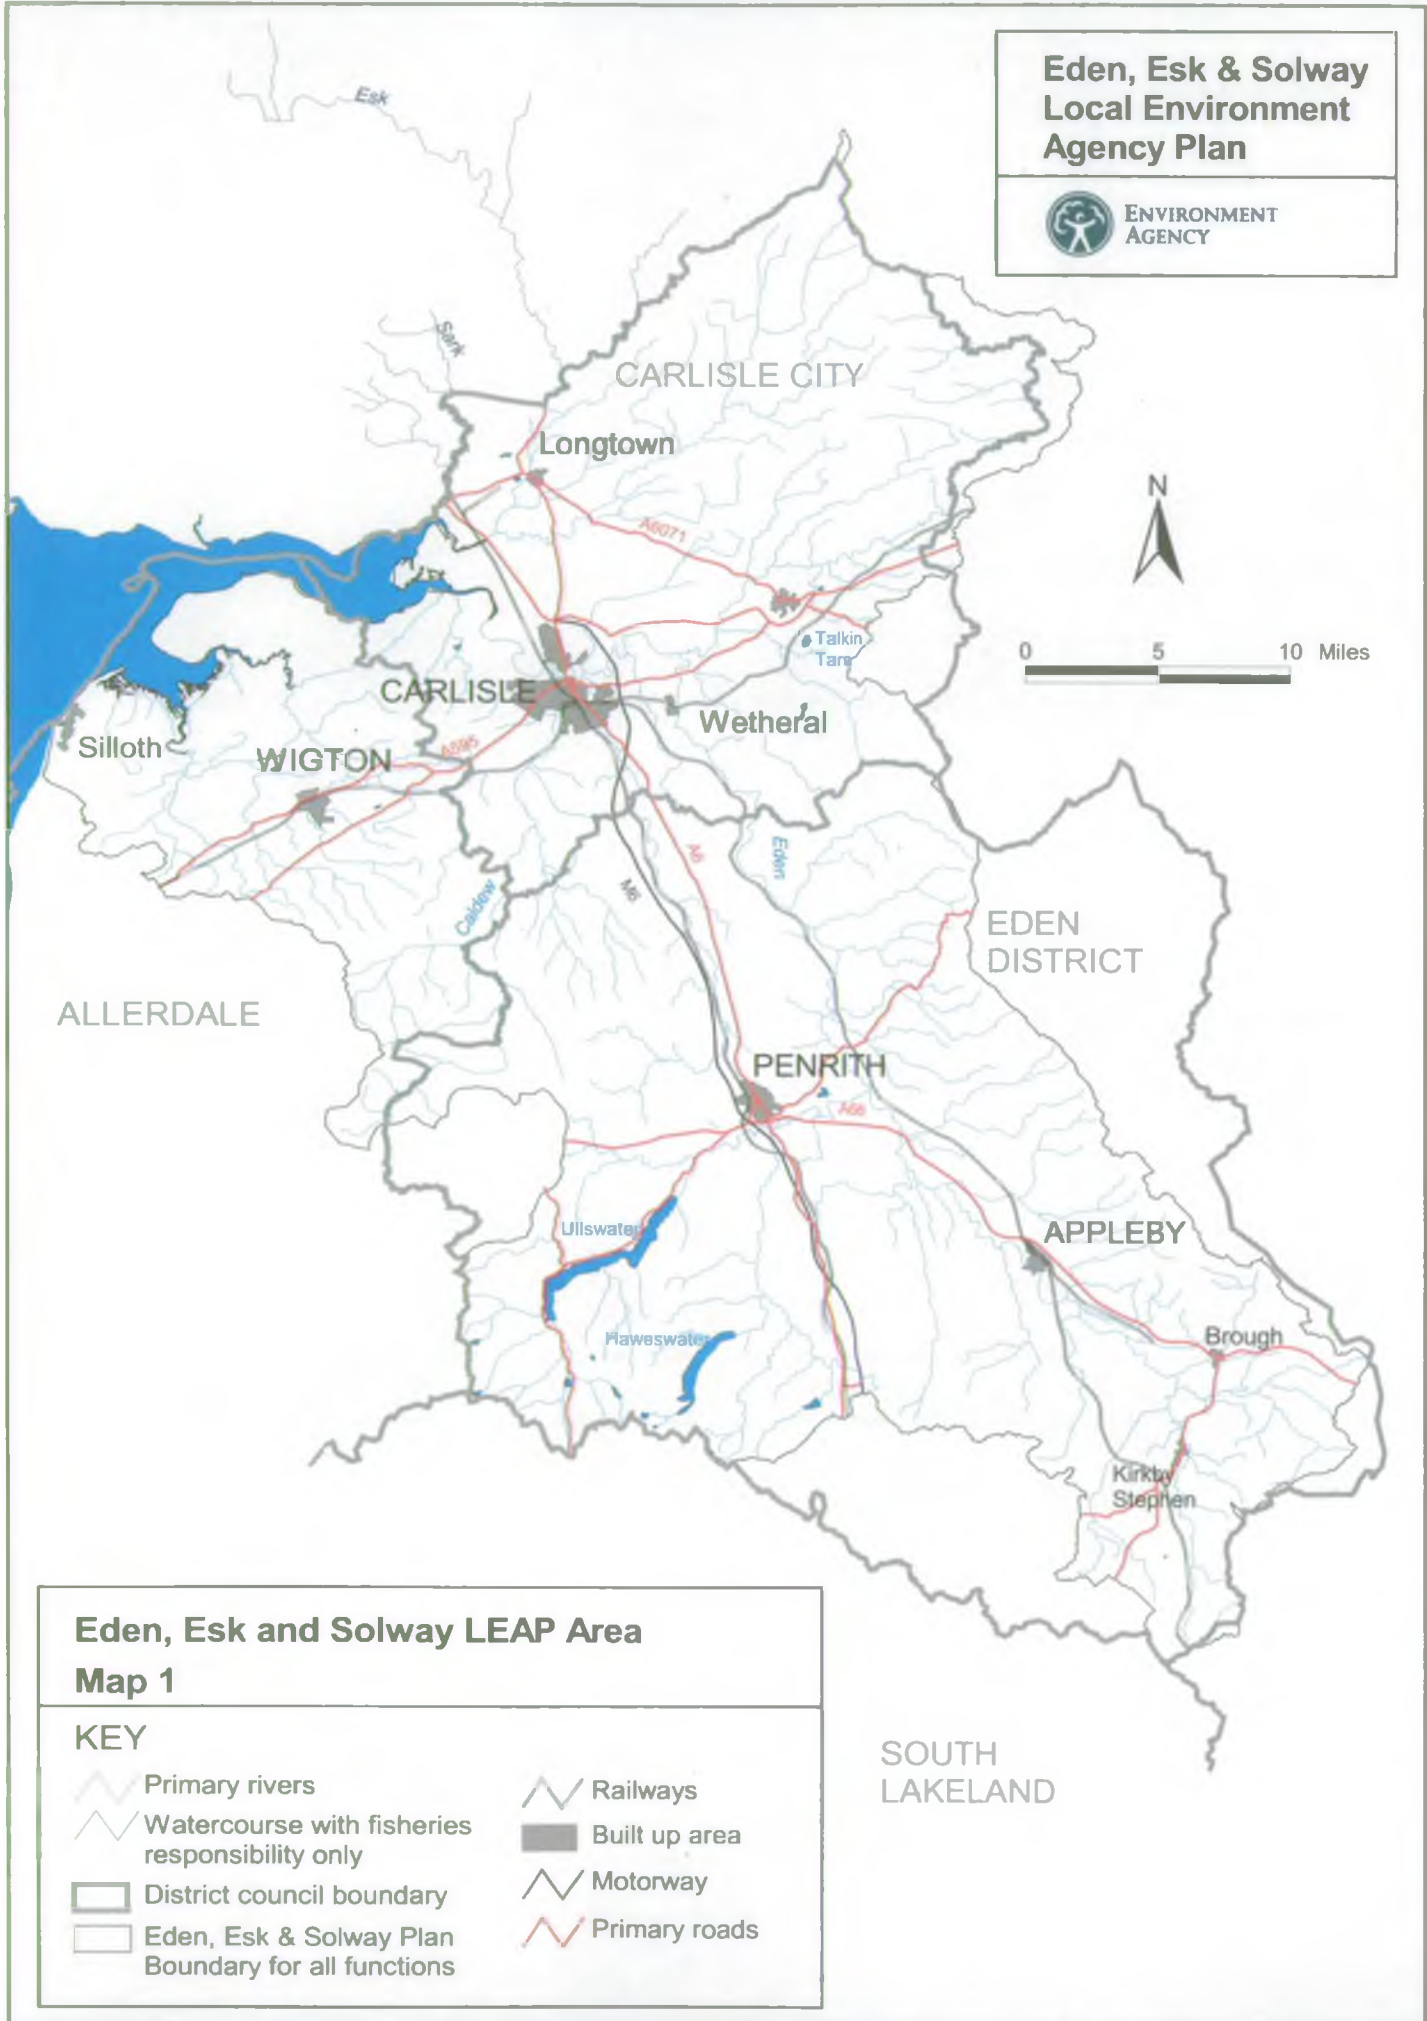 Eden, Esk & Solway
Local Environment
Agency Plan
ENVIRONMENT
AGENCY
Esk
Sark
CARLISLE CITY
Longtown
A6071
N
Talkin
Tarn
0 5 10 Miles
CARLISLE
Wetheral
Silloth
WIGTON
A595
Eden
A6
M6
Caldew
EDEN
DISTRICT
ALLERDALE
PENRITH
A66
Ullswater
APPLEBY
Haweswater
Brough
Kirkby
Stephen
Eden, Esk and Solway LEAP Area
Map 1
KEY
Primary rivers
Watercourse with fisheries
responsibility only
District council boundary
Eden, Esk & Solway Plan
Boundary for all functions
Railways
Built up area
Motorway
Primary roads
SOUTH
LAKELAND